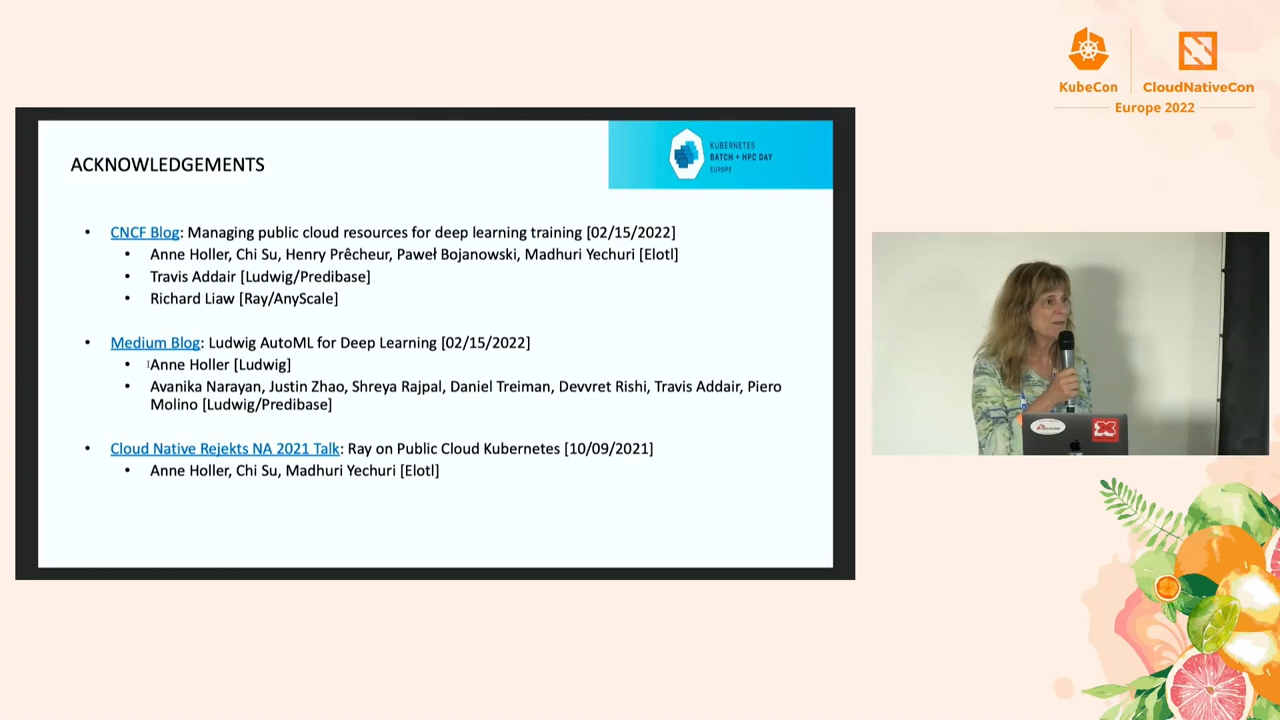 KubeCon
CloudNativeCon
Europe 2022
ACKNOWLEDGEMENTS
KUBERNETES
BATCH + HPC DAY
EUROPE
• CNCF Blog: Managing public cloud resources for deep learning training [02/15/2022]
• Anne Holler, Chi Su, Henry Prêcheur, Paweł Bojanowski, Madhuri Yechuri [Elotl]
• Travis Addair [Ludwig/Predibase]
• Richard Liaw [Ray/AnyScale]
• Medium Blog: Ludwig AutoML for Deep Learning [02/15/2022]
• Anne Holler [Ludwig]
• Avanika Narayan, Justin Zhao, Shreya Rajpal, Daniel Treiman, Devvret Rishi, Travis Addair, Piero
Molino [Ludwig/Predibase]
• Cloud Native Rejekts NA 2021 Talk: Ray on Public Cloud Kubernetes [10/09/2021]
• Anne Holler, Chi Su, Madhuri Yechuri [Elotl]